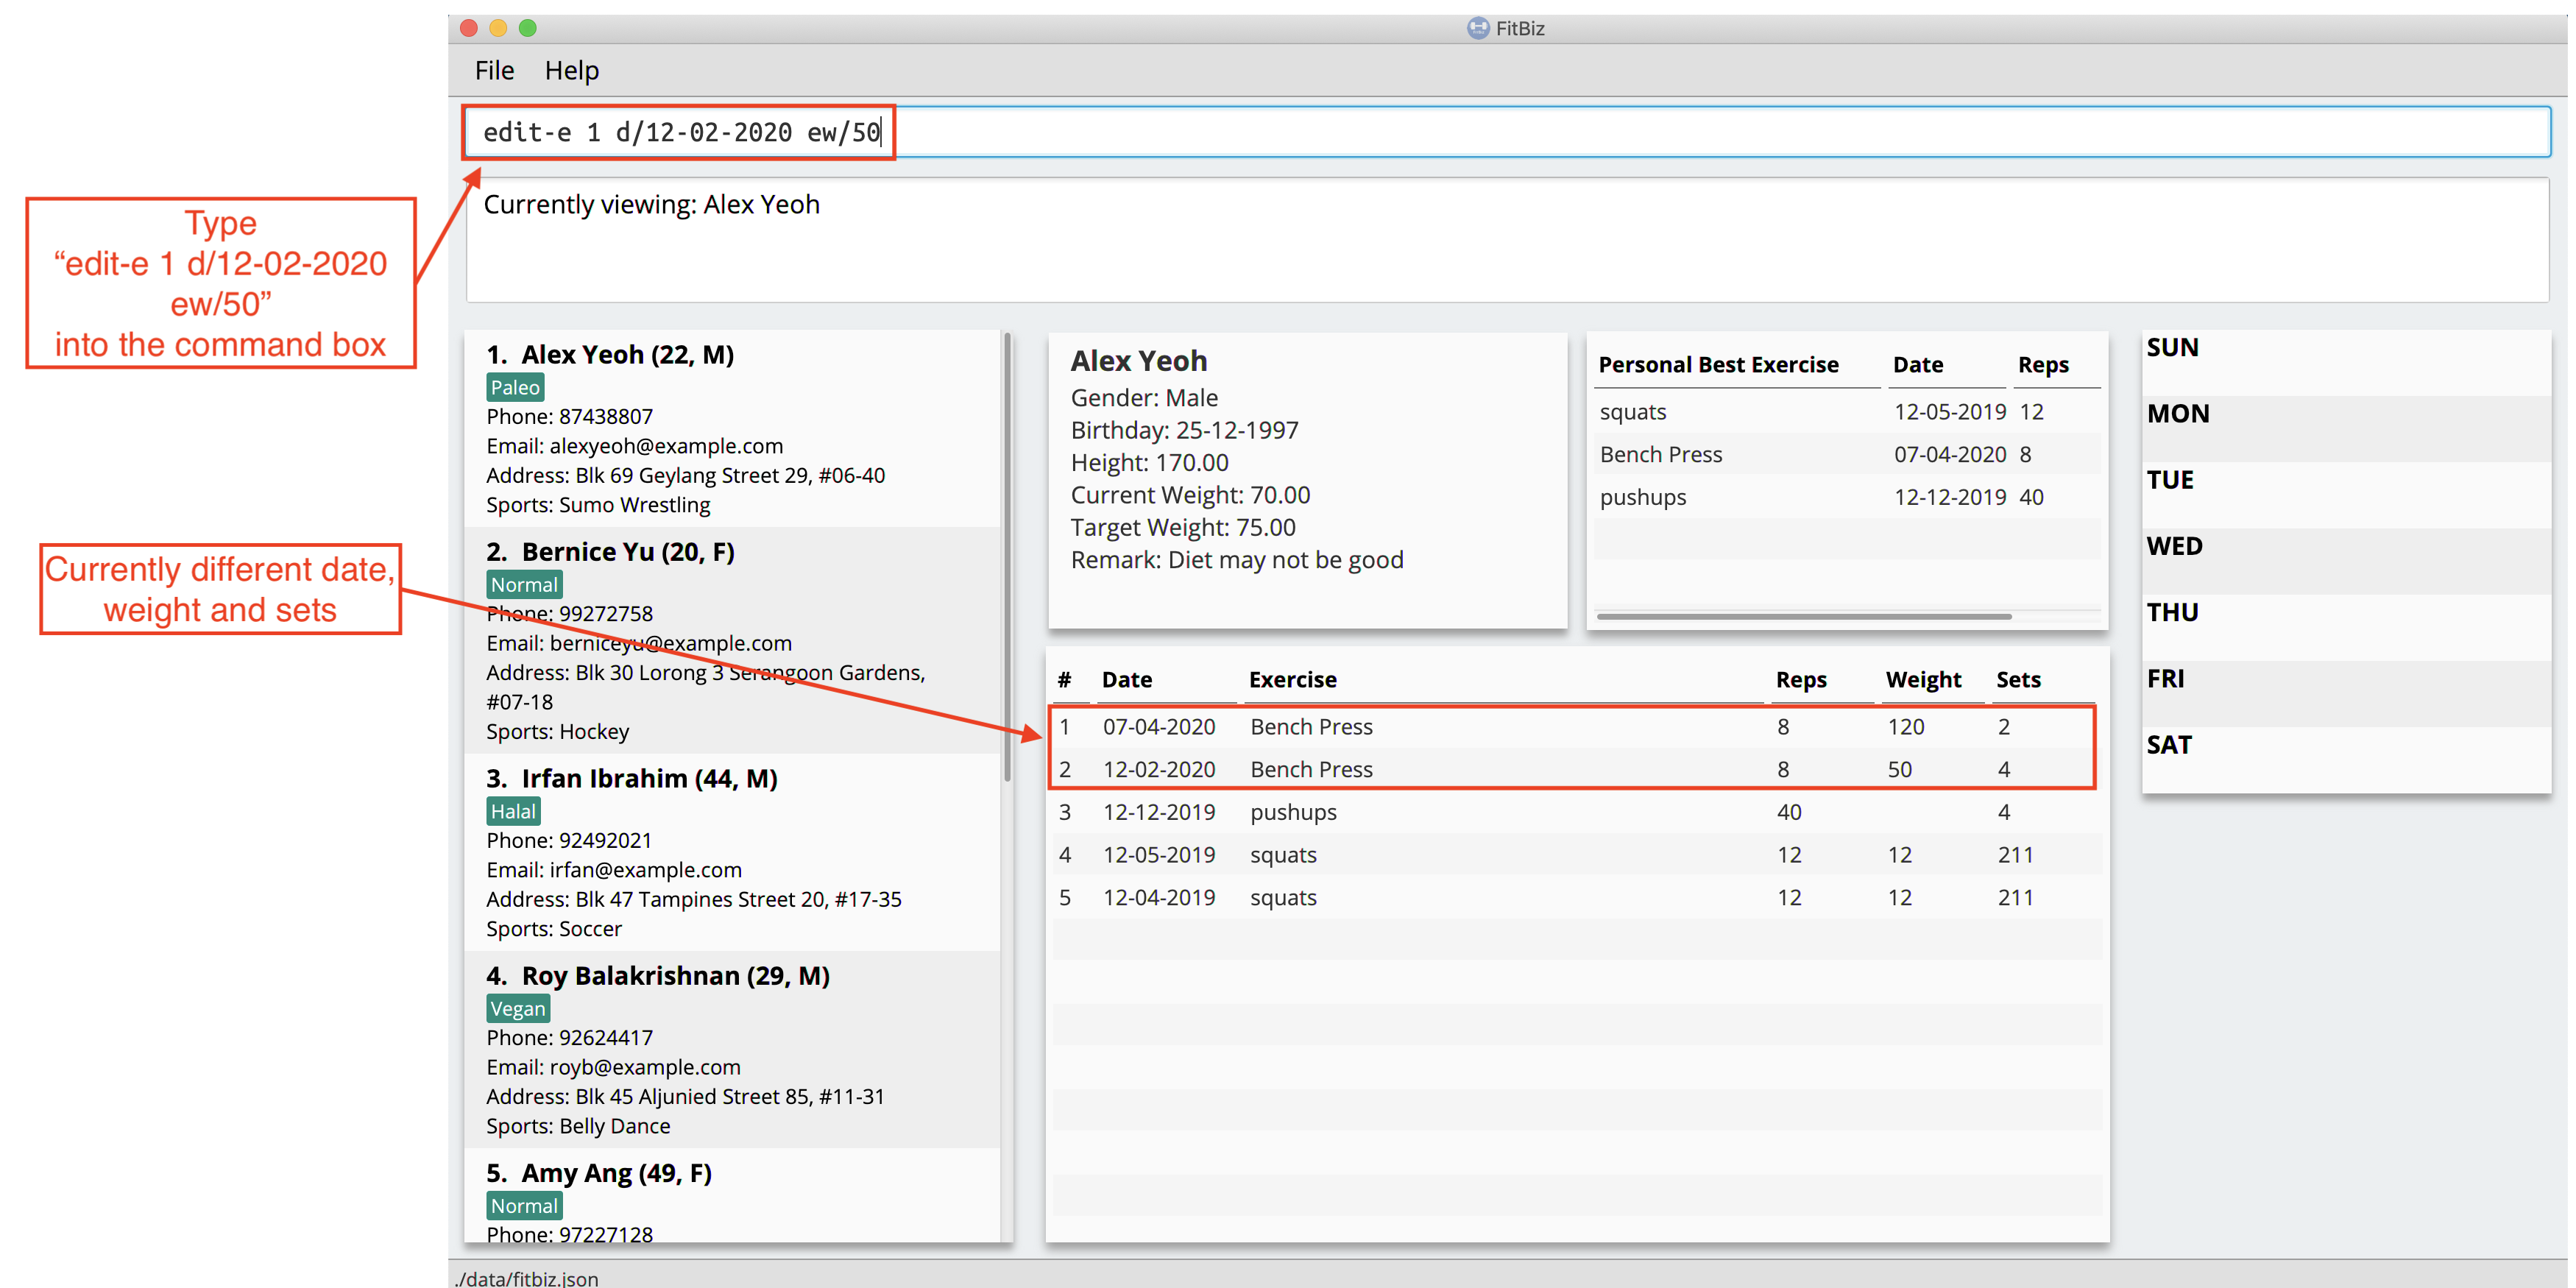 FitBiz
File Help
edit-e 1 d/12-02-2020 ew/50
Currently viewing: Alex Yeoh
Type
“edit-e 1 d/12-02-2020
ew/50”
into the command box
Currently different date,
weight and sets
1. Alex Yeoh (22, M)
Paleo
Phone: 87438807
Email: alexyeoh@example.com
Address: Blk 69 Geylang Street 29, #06-40
Sports: Sumo Wrestling
2. Bernice Yu (20, F)
Normal
Phone: 99272758
Email: berniceyu@example.com
Address: Blk 30 Lorong 3 Serangoon Gardens,
#07-18
Sports: Hockey
3. Irfan Ibrahim (44, M)
Halal
Phone: 92492021
Email: irfan@example.com
Address: Blk 47 Tampines Street 20, #17-35
Sports: Soccer
4. Roy Balakrishnan (29, M)
Vegan
Phone: 92624417
Email: royb@example.com
Address: Blk 45 Aljunied Street 85, #11-31
Sports: Belly Dance
5. Amy Ang (49, F)
Normal
Phone: 97227128
Alex Yeoh
Gender: Male
Birthday: 25-12-1997
Height: 170.00
Current Weight: 70.00
Target Weight: 75.00
Remark: Diet may not be good
Personal Best Exercise Date Reps
squats 12-05-2019 12
Bench Press 07-04-2020 8
pushups 12-12-2019 40
# Date Exercise Reps Weight Sets
1 07-04-2020 Bench Press 8 120 2
2 12-02-2020 Bench Press 8 50 4
3 12-12-2019 pushups 40 4
4 12-05-2019 squats 12 12 211
5 12-04-2019 squats 12 12 211
SUN
MON
TUE
WED
THU
FRI
SAT
./data/fitbiz.json